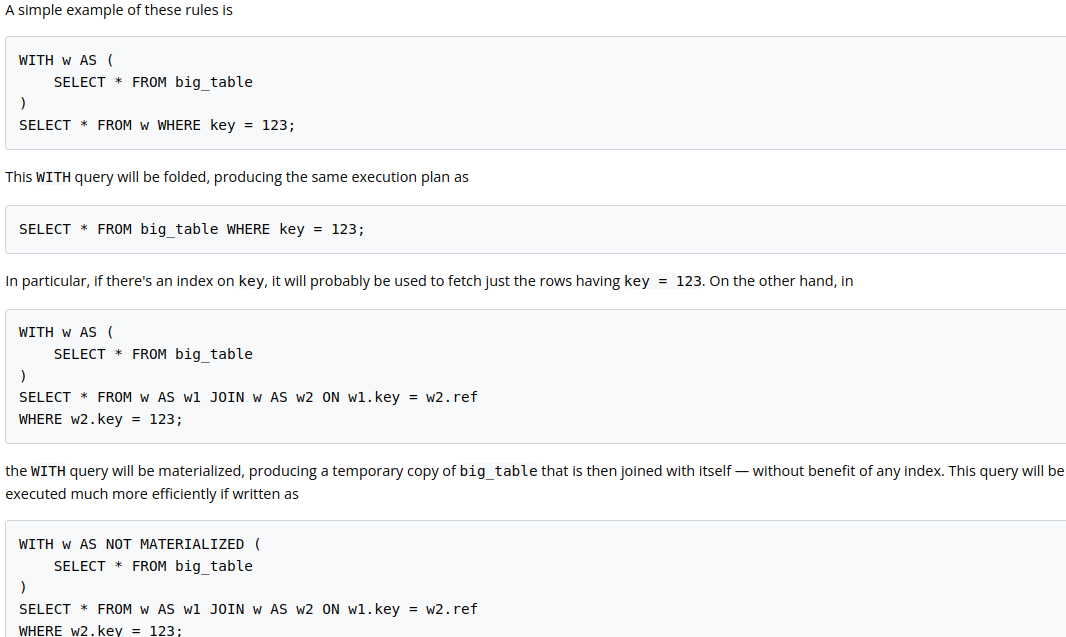 A simple example of these rules is
WITH w AS (
    SELECT * FROM big_table
)
SELECT * FROM w WHERE key = 123;
This WITH query will be folded, producing the same execution plan as
SELECT * FROM big_table WHERE key = 123;
In particular, if there's an index on key, it will probably be used to fetch just the rows having key = 123. On the other hand, in
WITH w AS (
    SELECT * FROM big_table
)
SELECT * FROM w AS w1 JOIN w AS w2 ON w1.key = w2.ref
WHERE w2.key = 123;
the WITH query will be materialized, producing a temporary copy of big_table that is then joined with itself — without benefit of any index. This query will be
executed much more efficiently if written as
WITH w AS NOT MATERIALIZED (
    SELECT * FROM big_table
)
SELECT * FROM w AS w1 JOIN w AS w2 ON w1.key = w2.ref
WHERE w2.key = 123;